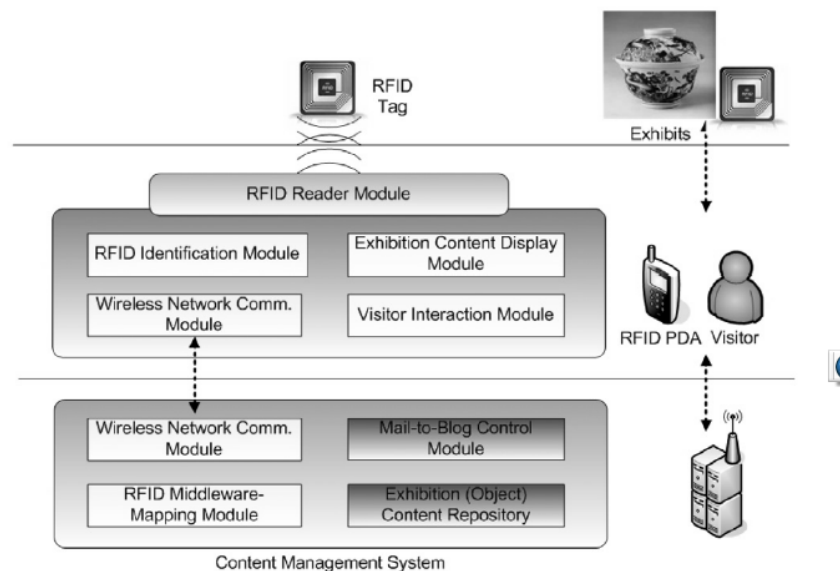 RFID
Tag
Exhibits
RFID Reader Module
RFID Identification Module
Exhibition Content Display
Module
Wireless Network Comm.
Module
Visitor Interaction Module
RFID PDA
Visitor
Wireless Network Comm.
Module
Mail-to-Blog Control
Module
RFID Middleware-
Mapping Module
Exhibition (Object)
Content Repository
Content Management System